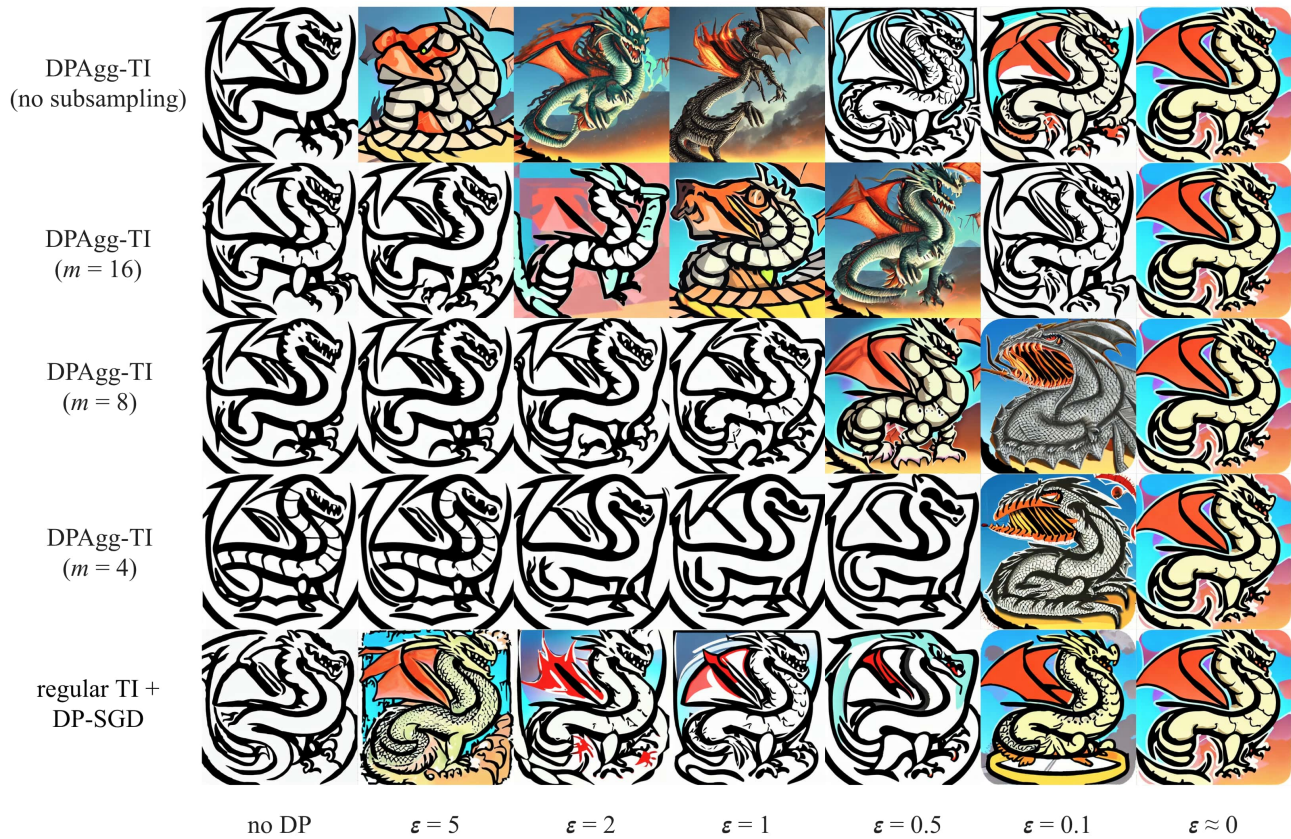 DPAgg-TI
(no subsampling)
DPAgg-TI
(m = 16)
DPAgg-TI
(m = 8)
DPAgg-TI
(m = 4)
regular TI +
DP-SGD
no DP ε = 5 ε = 2 ε = 1 ε = 0.5 ε = 0.1 ε ≈ 0